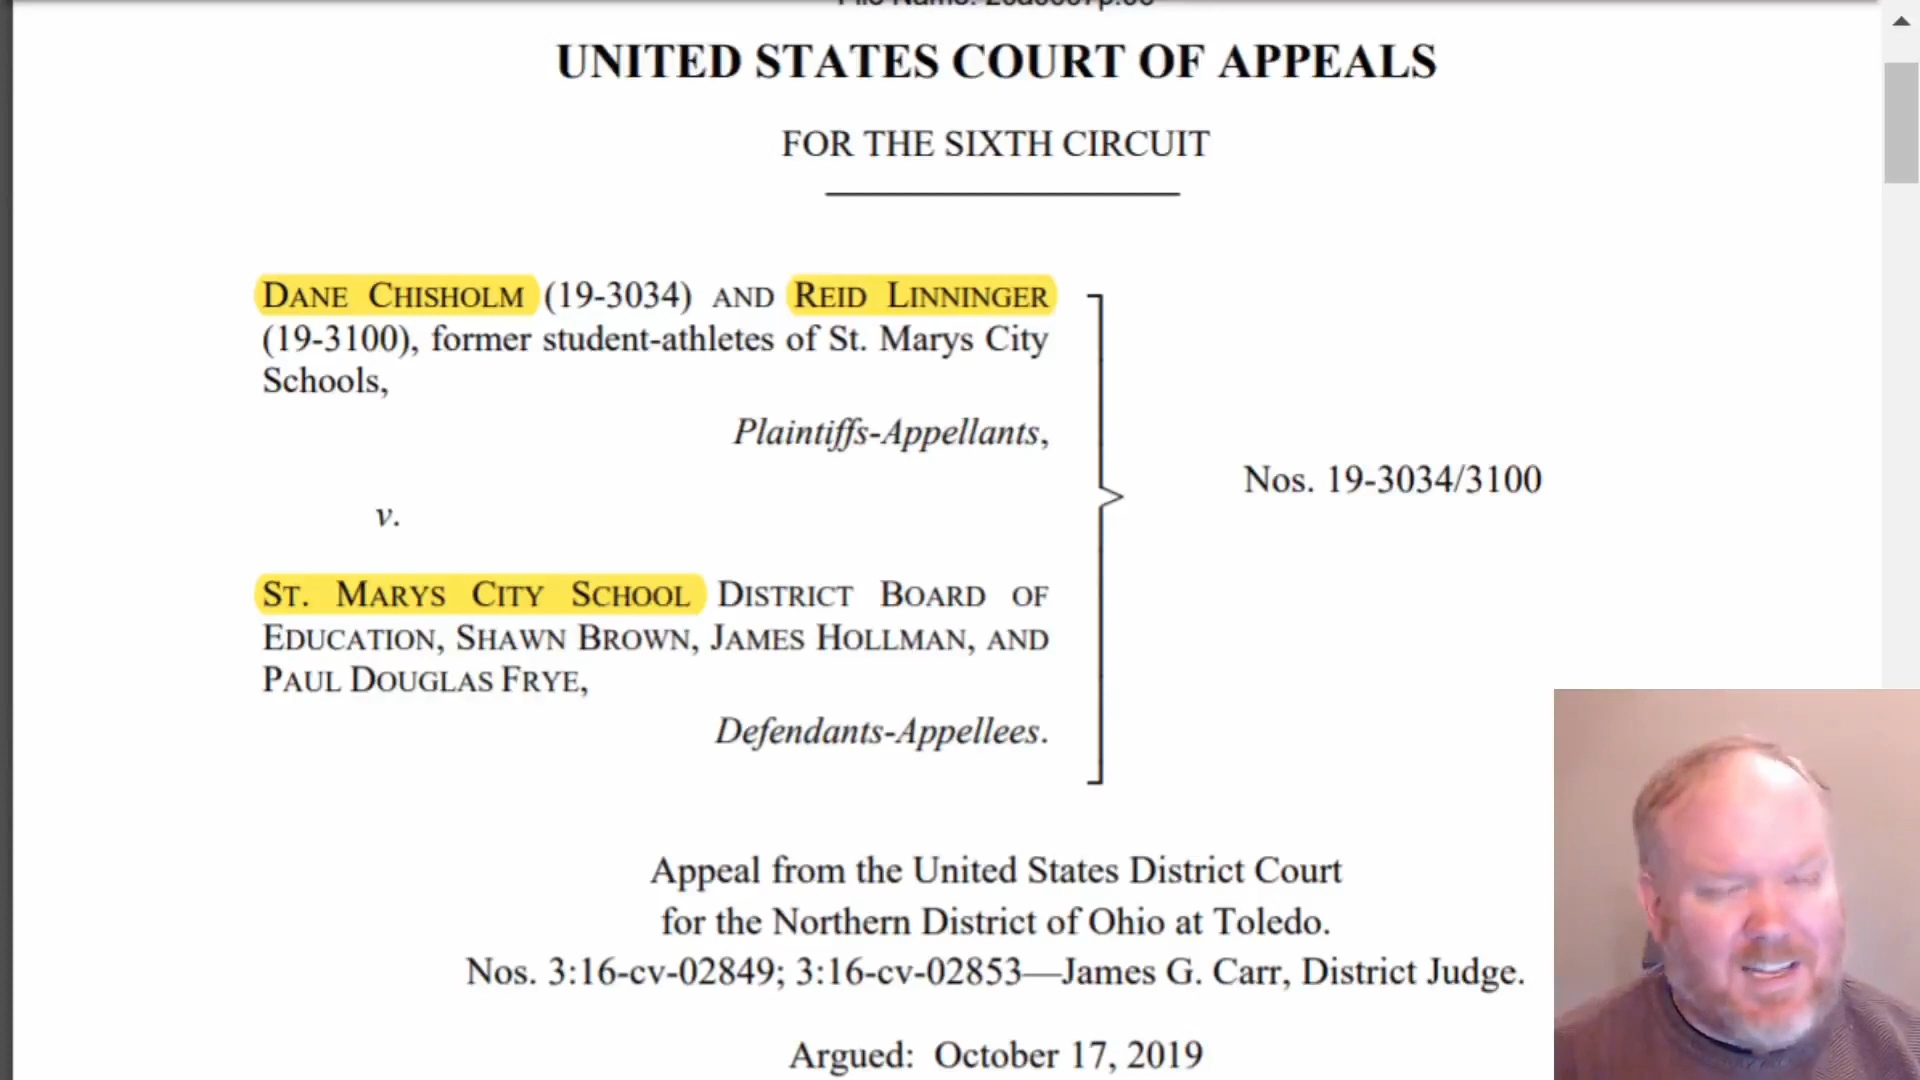 UNITED STATES COURT OF APPEALS
FOR THE SIXTH CIRCUIT
DANE CHISHOLM (19-3034) AND REID LINNINGER
(19-3100), former student-athletes of St. Marys City
Schools,
Plaintiffs-Appellants,
v.
Nos. 19-3034/3100
ST. MARYS CITY SCHOOL DISTRICT BOARD OF
EDUCATION, SHAWN BROWN, JAMES HOLLMAN, AND
PAUL DOUGLAS FRYE,
Defendants-Appellees.
Appeal from the United States District Court
for the Northern District of Ohio at Toledo.
Nos. 3:16-cv-02849; 3:16-cv-02853—James G. Carr, District Judge.
Argued: October 17, 2019